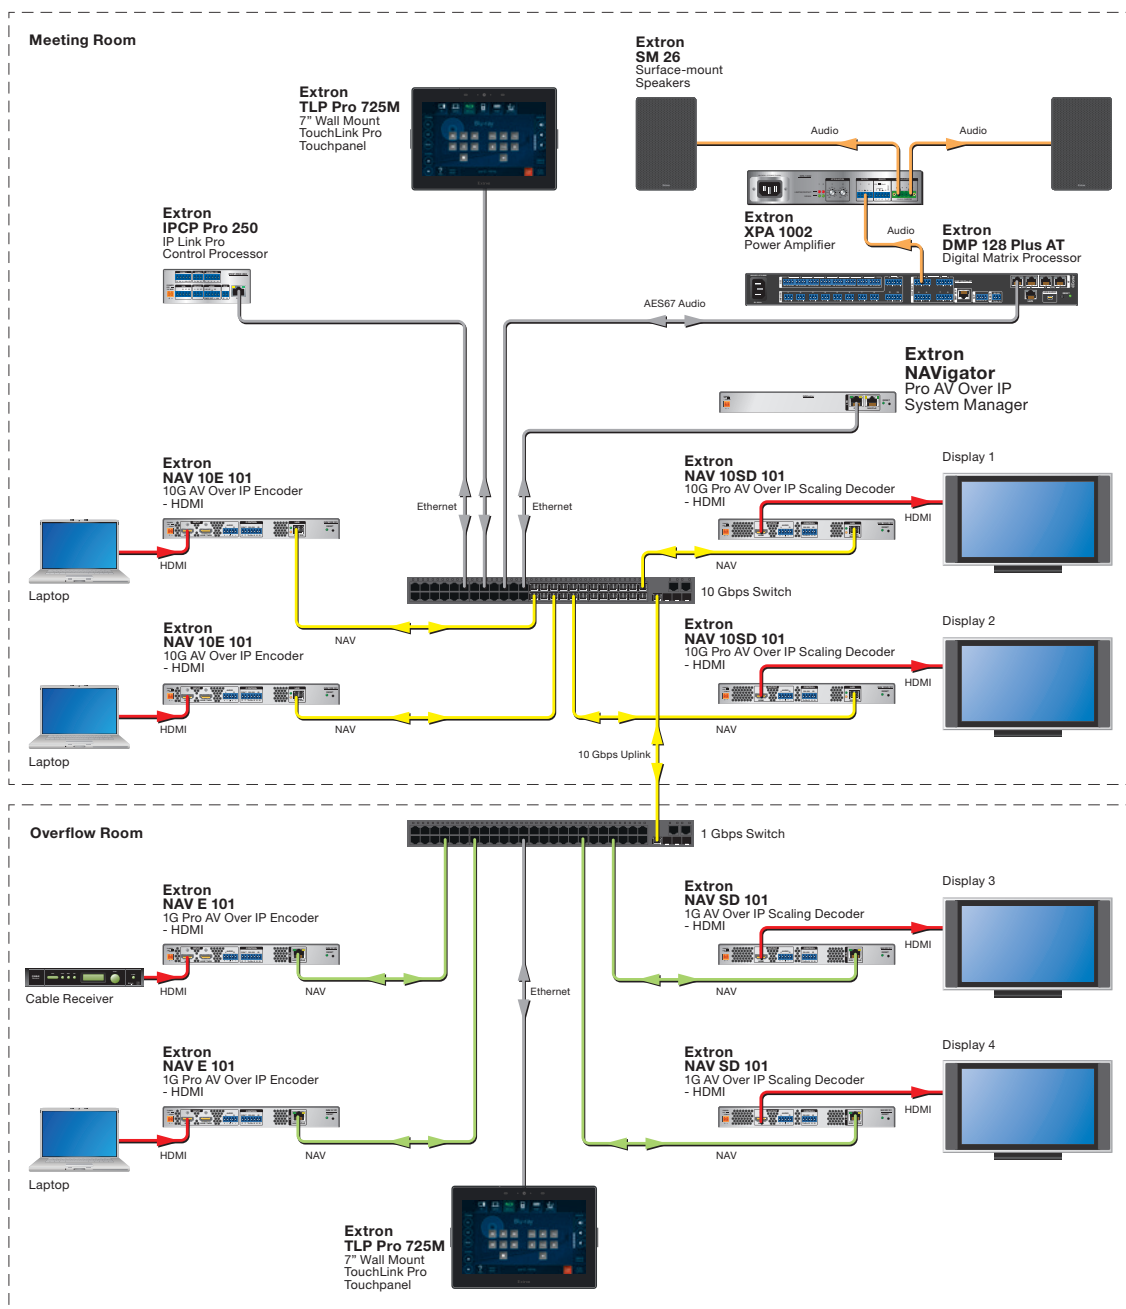 Meeting Room
Extron
SM 26
Surface-mount
Speakers
Extron
TLP Pro 725M
7" Wall Mount
TouchLink Pro
Touchpanel
Audio
Audio
Extron
IPCP Pro 250
IP Link Pro
Control Processor
Extron
XPA 1002
Power Amplifier
Audio
Extron
DMP 128 Plus AT
Digital Matrix Processor
AES67 Audio
Extron
NAVigator
Pro AV Over IP
System Manager
Extron
NAV 10E 101
10G AV Over IP Encoder
- HDMI
Ethernet
Ethernet
Extron
NAV 10SD 101
10G Pro AV Over IP Scaling Decoder
- HDMI
Display 1
HDMI
HDMI
NAV
Laptop
10 Gbps Switch
Extron
NAV 10E 101
10G AV Over IP Encoder
- HDMI
NAV
Extron
NAV 10SD 101
10G Pro AV Over IP Scaling Decoder
- HDMI
Display 2
HDMI
HDMI
NAV
NAV
Laptop
10 Gbps Uplink
Overflow Room
1 Gbps Switch
Extron
NAV E 101
1G Pro AV Over IP Encoder
- HDMI
Extron
NAV SD 101
1G AV Over IP Scaling Decoder
- HDMI
Display 3
HDMI
Cable Receiver
HDMI
NAV
Ethernet
NAV
Extron
NAV E 101
1G Pro AV Over IP Encoder
- HDMI
Extron
NAV SD 101
1G AV Over IP Scaling Decoder
- HDMI
Display 4
HDMI
HDMI
NAV
NAV
Laptop
Extron
TLP Pro 725M
7" Wall Mount
TouchLink Pro
Touchpanel